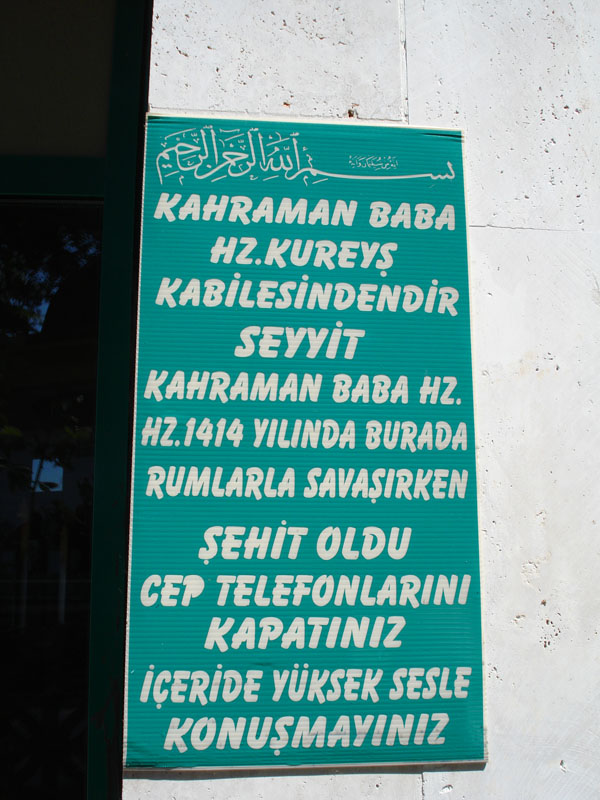 بسم الله الرحمن الرحيم
KAHRAMAN BABA
HZ.KUREYŞ
KABİLESİNDENDİR
SEYYİT
KAHRAMAN BABA HZ.
HZ.1414 YILINDA BURADA
RUMLARLA SAVAŞIRKEN
ŞEHİT OLDU
CEP TELEFONLARINI
KAPATINIZ
İÇERİDE YÜKSEK SESLE
KONUŞMAYINIZ